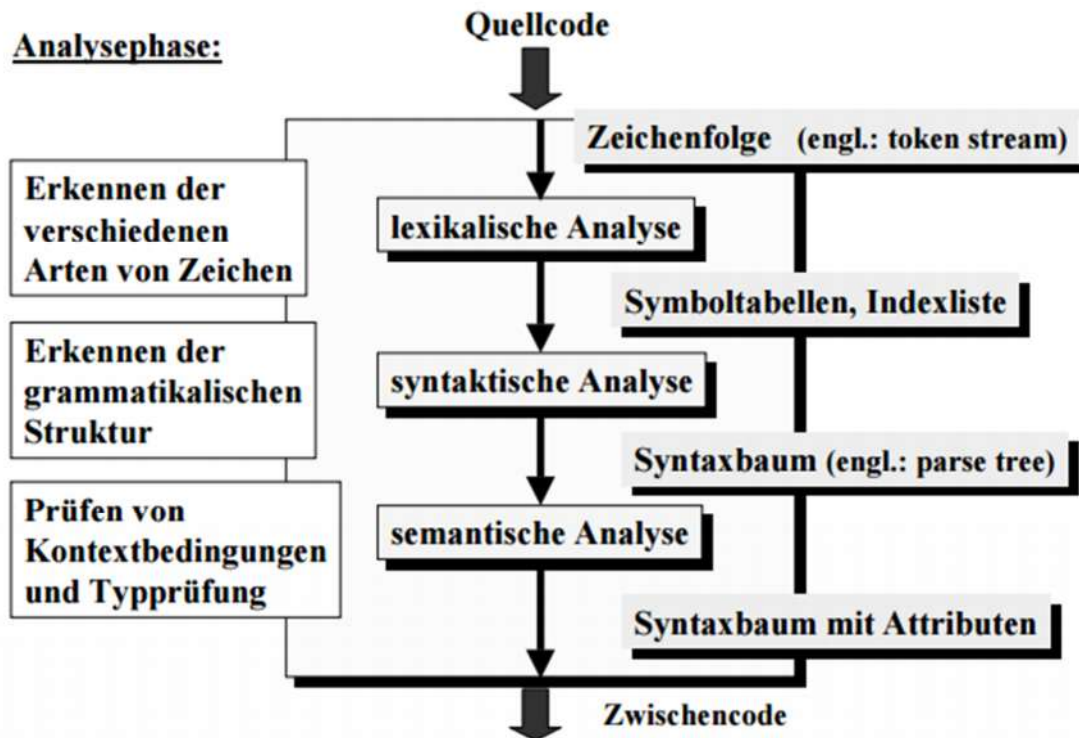 Quellcode
Analysephase:
Zeichenfolge (engl.: token stream)
Erkennen der
verschiedenen
Arten von Zeichen
lexikalische Analyse
Symboltabellen, Indexliste
Erkennen der
grammatikalischen
Struktur
syntaktische Analyse
Syntaxbaum (engl.: parse tree)
Prüfen von
Kontextbedingungen
und Typprüfung
semantische Analyse
Syntaxbaum mit Attributen
Zwischencode